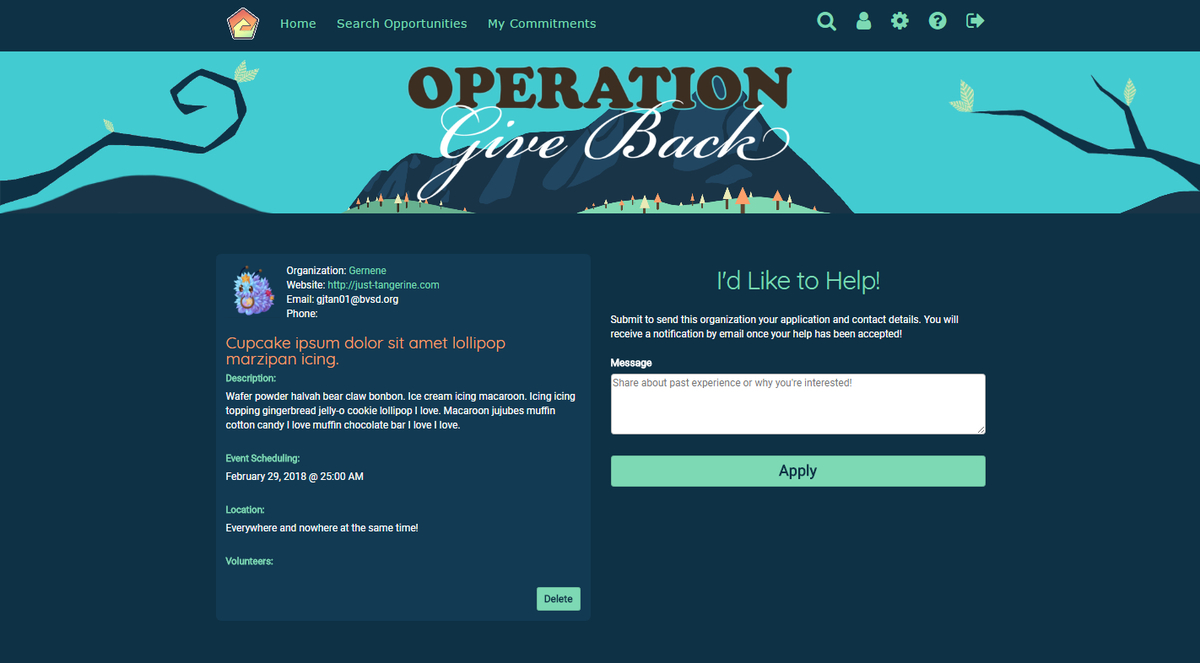 Home Search Opportunities My Commitments
OPERATION
Give Back
Organization: Gernene
Website: http://just-tangerine.com
Email: gjtan01@bvsd.org
Phone:
Cupcake ipsum dolor sit amet lollipop
marzipan icing.
Description:
Wafer powder halvah bear claw bonbon. Ice cream icing macaroon. Icing icing
topping gingerbread jelly-o cookie lollipop I love. Macaroon jujubes muffin
cotton candy I love muffin chocolate bar I love I love.
Event Scheduling:
February 29, 2018 @ 25:00 AM
Location:
Everywhere and nowhere at the same time!
Volunteers:
Delete
I'd Like to Help!
Submit to send this organization your application and contact details. You will
receive a notification by email once your help has been accepted!
Message
Share about past experience or why you're interested!
Apply